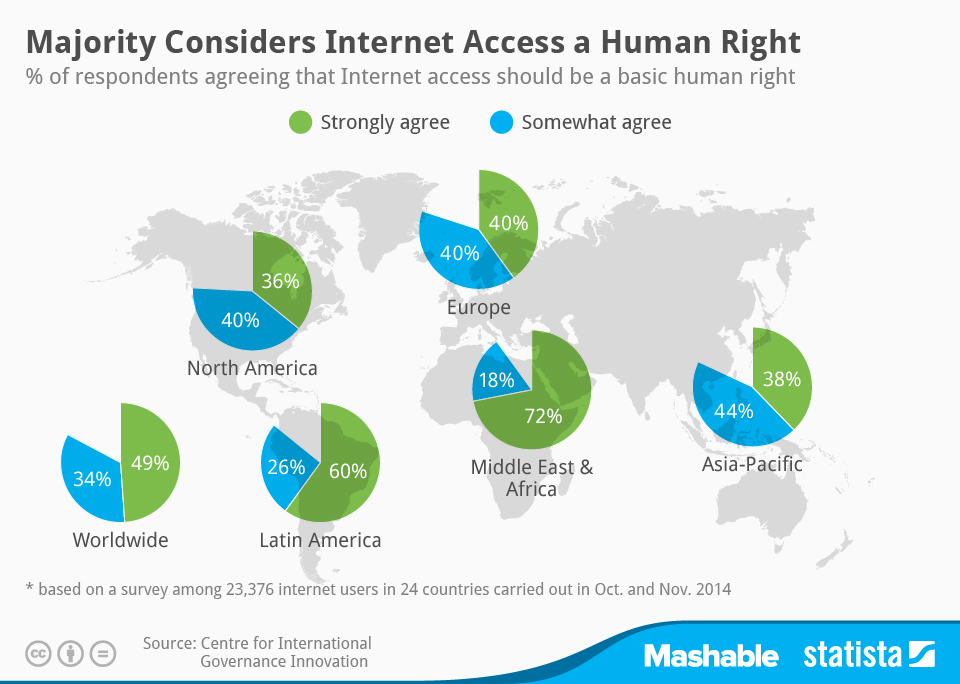 Majority Considers Internet Access a Human Right
% of respondents agreeing that Internet access should be a basic human right
Strongly agree
Somewhat agree
40%
40%
Europe
36%
40%
North America
18%
72%
Middle East &
Africa
38%
44%
Asia-Pacific
49%
34%
Worldwide
26%
60%
Latin America
* based on a survey among 23,376 internet users in 24 countries carried out in Oct. and Nov. 2014
cc
=
Source: Centre for International
Governance Innovation
Mashable
statista